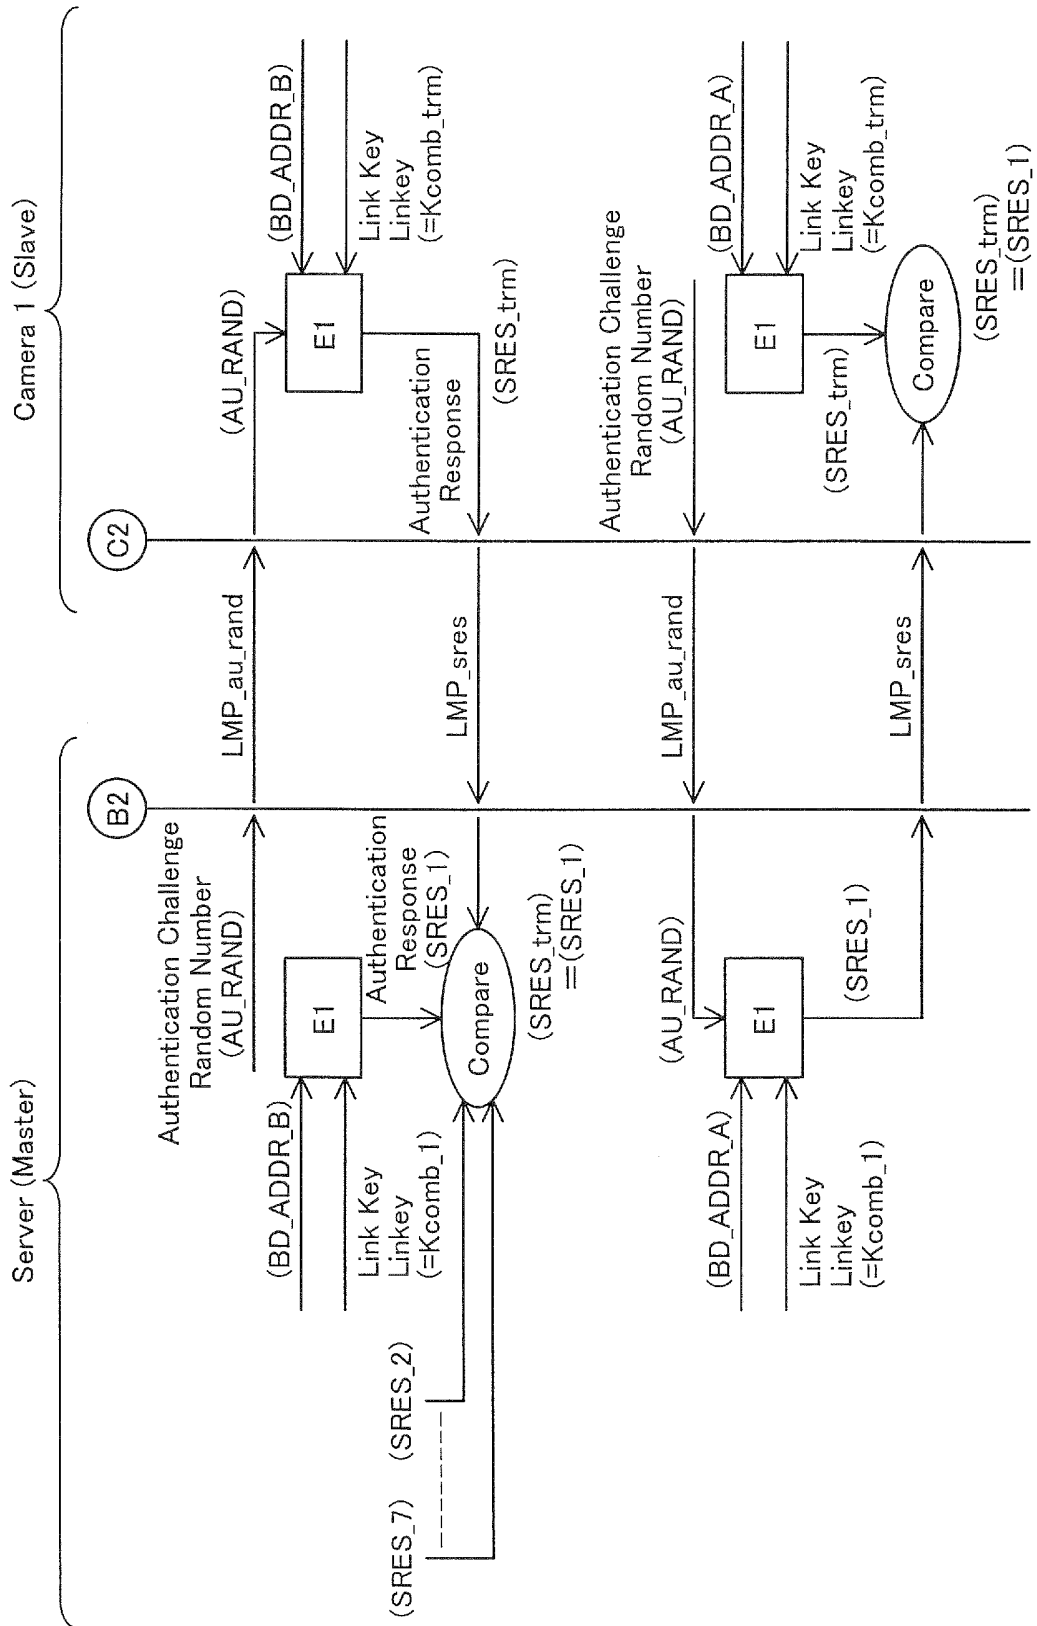 Server (Master)
Camera 1 (Slave)
B2
C2
Authentication Challenge
Random Number
(AU_RAND)
LMP_au_rand
(AU_RAND)
(BD_ADDR_B)
E1
E1
(BD_ADDR_B)
Link Key
Linkey
(=Kcomb_1)
Link Key
Linkey
(=Kcomb_trm)
Authentication
Response
(SRES_1)
LMP_sres
Authentication
Response
(SRES_trm)
(SRES_7)
(SRES_2)
Compare
(SRES_trm)
=(SRES_1)
Authentication Challenge
Random Number
(AU_RAND)
LMP_au_rand
(AU_RAND)
(BD_ADDR_A)
E1
E1
(BD_ADDR_A)
Link Key
Linkey
(=Kcomb_1)
Link Key
Linkey
(=Kcomb_trm)
(SRES_1)
LMP_sres
(SRES_trm)
Compare
(SRES_trm)
=(SRES_1)